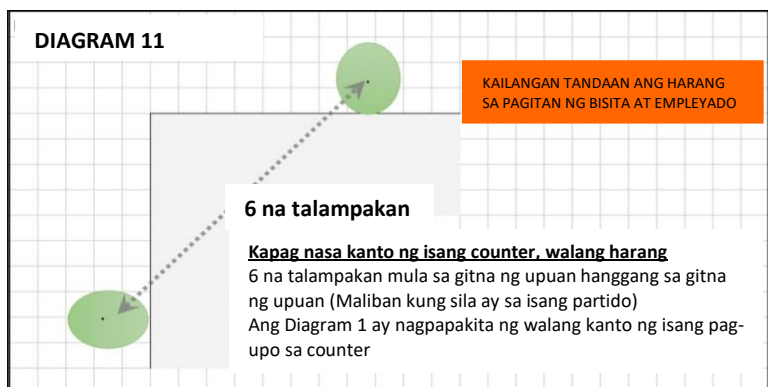 DIAGRAM 11
KAILANGAN TANDAAN ANG HARANG
SA PAGITAN NG BISITA AT EMPLEYADO
6 na talampakan
Kapag nasa kanto ng isang counter, walang harang
6 na talampakan mula sa gitna ng upuan hanggang sa gitna
ng upuan (Maliban kung sila ay sa isang partido)
Ang Diagram 1 ay nagpapakita ng walang kanto ng isang pag-
upo sa counter